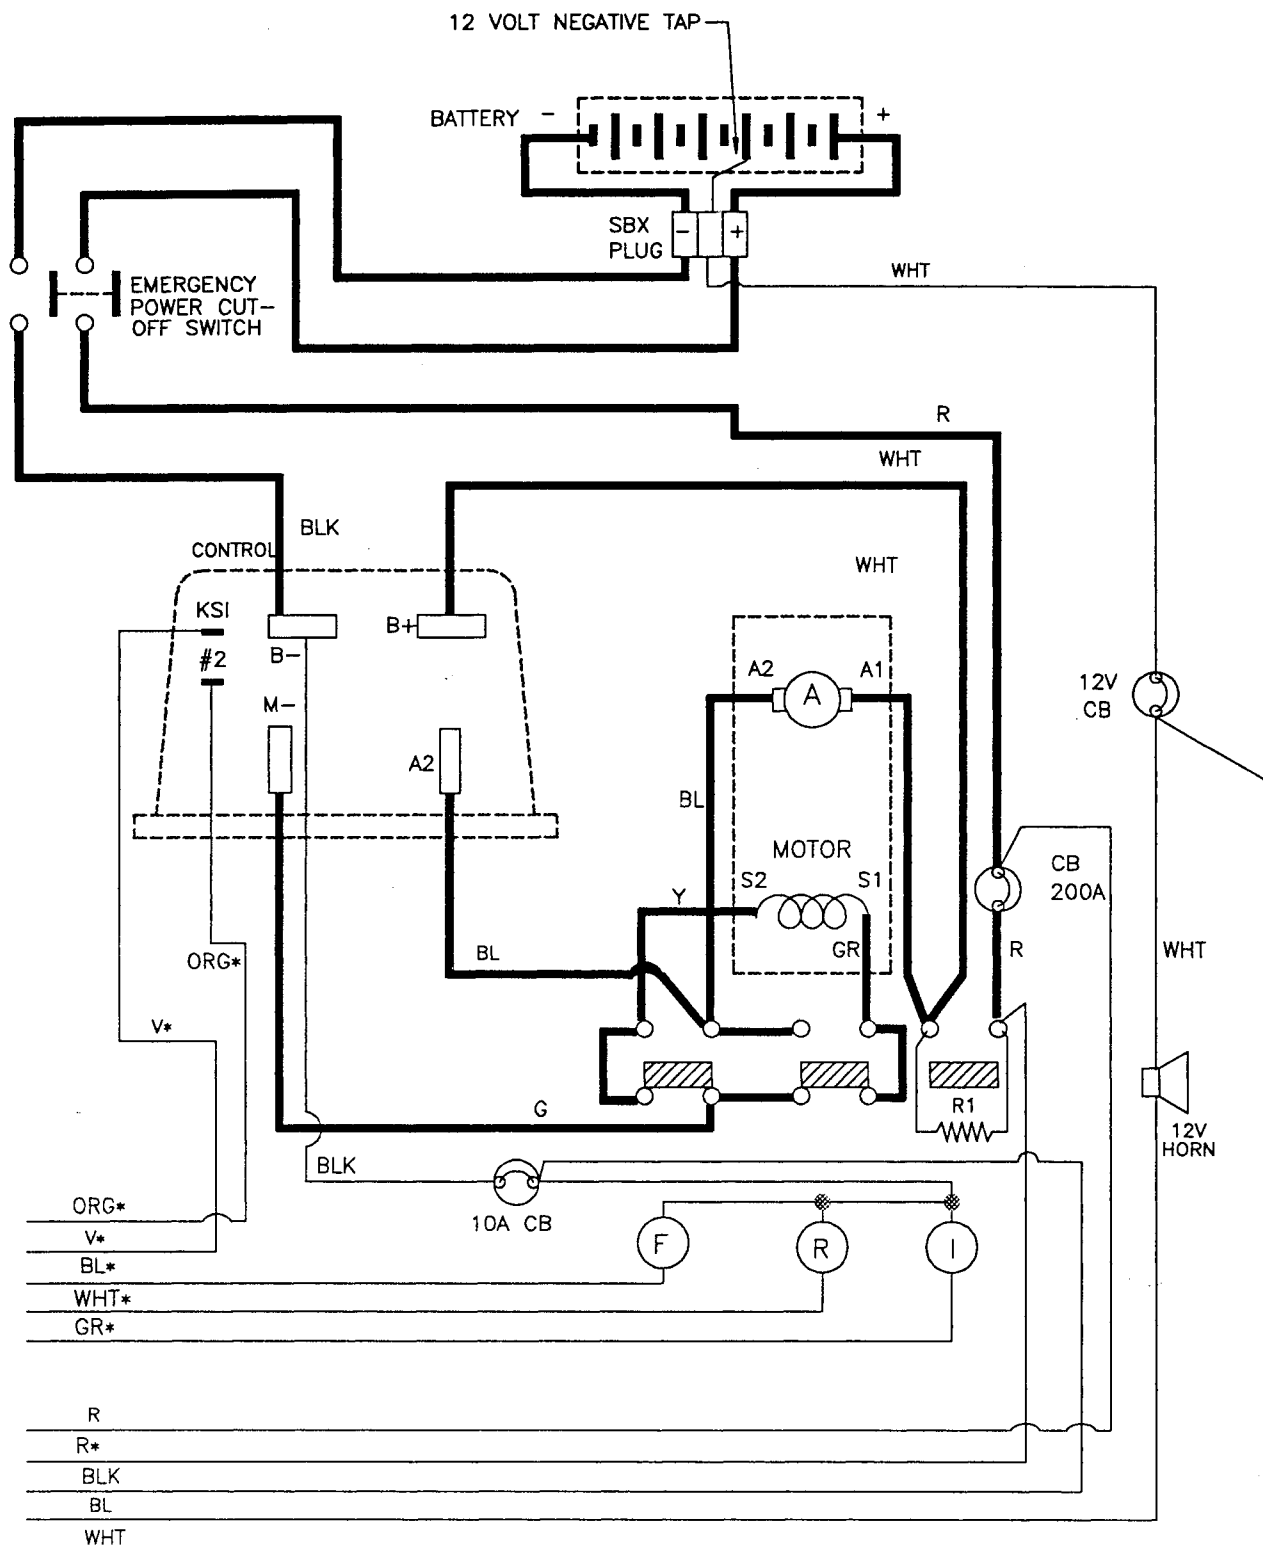 12 VOLT NEGATIVE TAP
BATTERY - +
SBX
PLUG
- +
WHT
EMERGENCY
POWER CUT-
OFF SWITCH
R
WHT
BLK
CONTROL
WHT
KSI
B+
#2
B-
A2 A A1
12V
CB
M-
A2
BL
MOTOR
CB
200A
S2 S1
Y
GR
BL
R
WHT
ORG*
V*
G
R1
12V
HORN
BLK
10A CB
ORG*
V*
F R I
BL*
WHT*
GR*
R
R*
BLK
BL
WHT